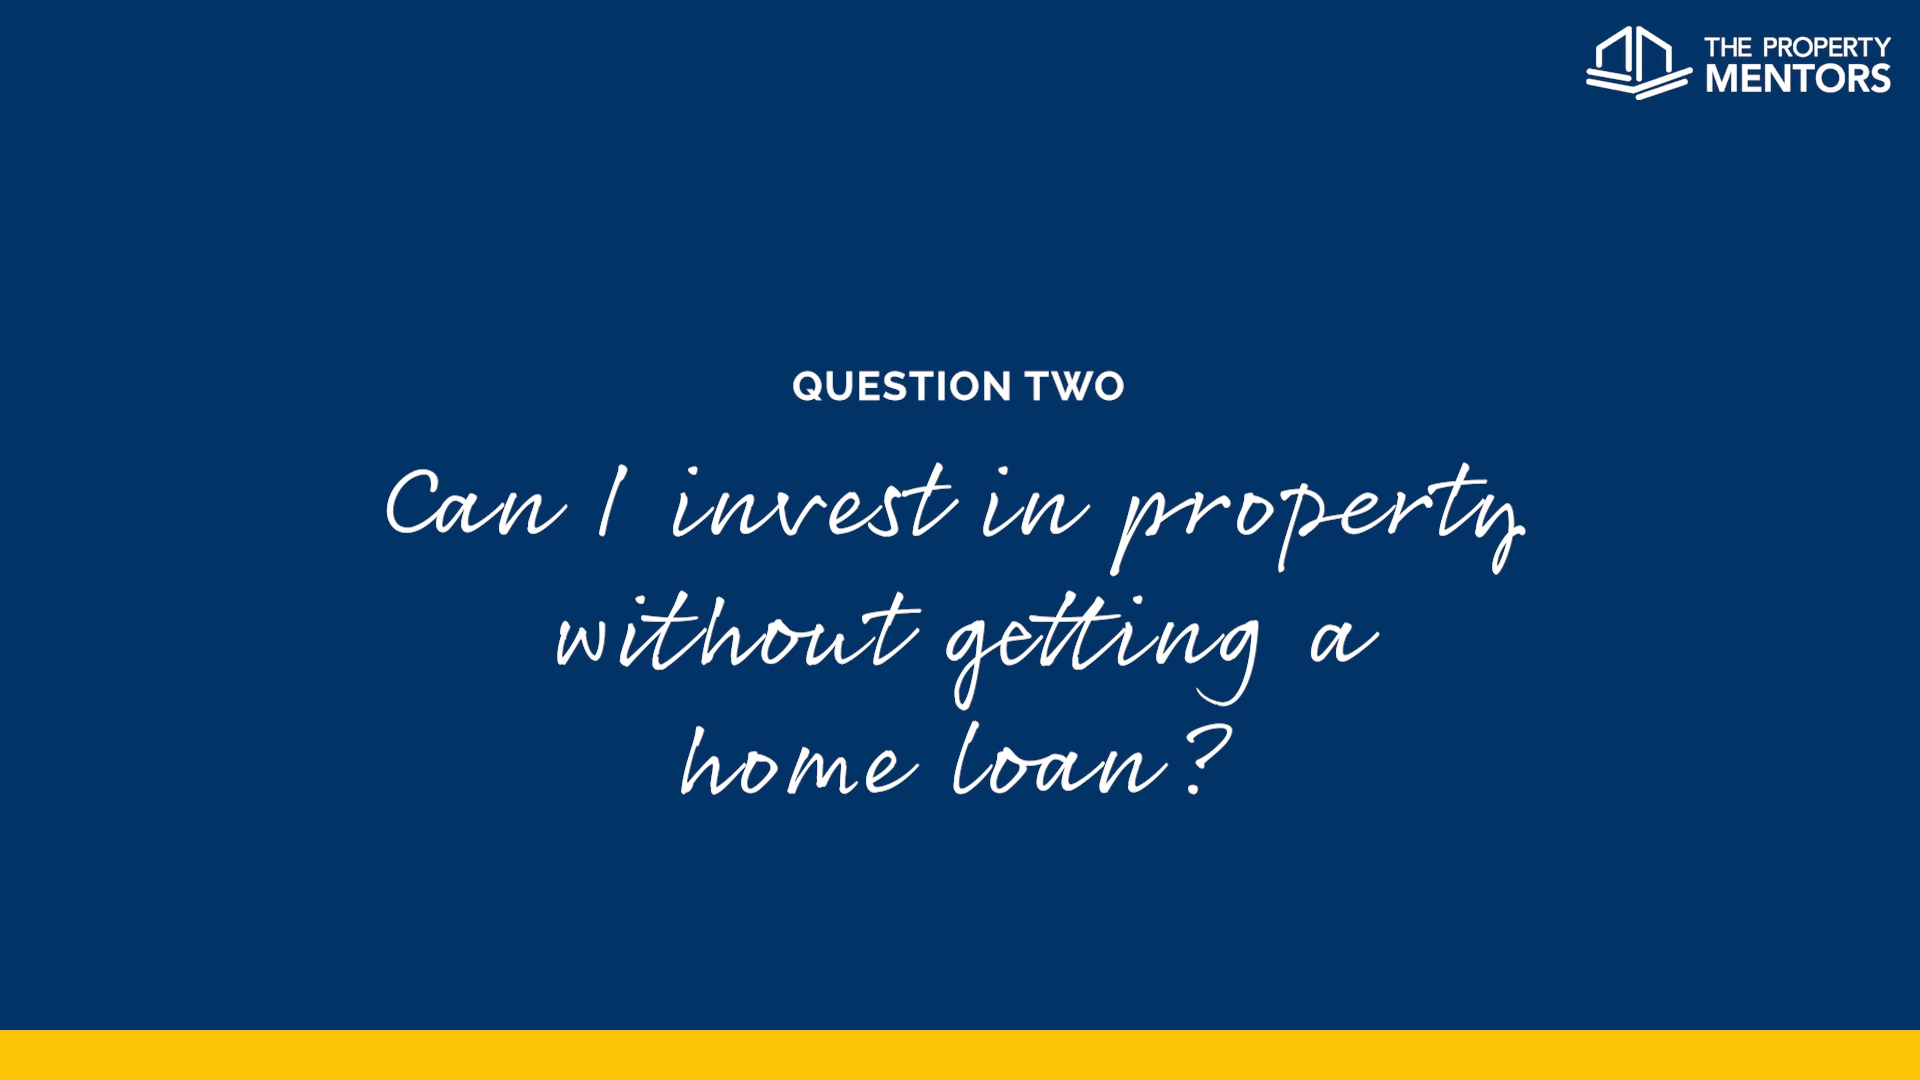 THE PROPERTY
MENTORS
QUESTION TWO
Can I invest in property
without getting a
home loan?